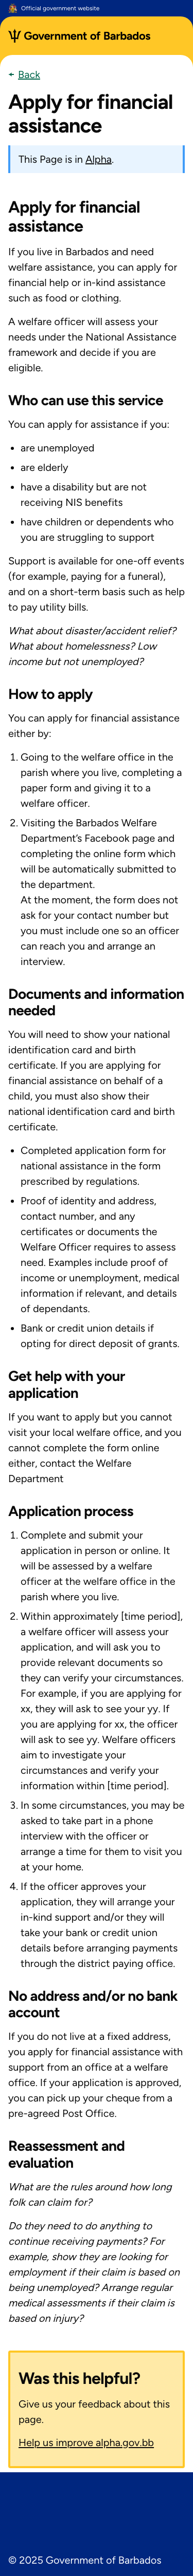 Official government website
Government of Barbados
Back
Apply for financial
assistance
This Page is in Alpha.
Apply for financial
assistance
If you live in Barbados and need
welfare assistance, you can apply for
financial help or in-kind assistance
such as food or clothing.
A welfare officer will assess your
needs under the National Assistance
framework and decide if you are
eligible.
Who can use this service
You can apply for assistance if you:
• are unemployed
• are elderly
• have a disability but are not
receiving NIS benefits
• have children or dependents who
you are struggling to support
Support is available for one-off events
(for example, paying for a funeral),
and on a short-term basis such as help
to pay utility bills.
What about disaster/accident relief?
What about homelessness? Low
income but not unemployed?
How to apply
You can apply for financial assistance
either by:
1. Going to the welfare office in the
parish where you live, completing a
paper form and giving it to a
welfare officer.
2. Visiting the Barbados Welfare
Department's Facebook page and
completing the online form which
will be automatically submitted to
the department.
At the moment, the form does not
ask for your contact number but
you must include one so an officer
can reach you and arrange an
interview.
Documents and information
needed
You will need to show your national
identification card and birth
certificate. If you are applying for
financial assistance on behalf of a
child, you must also show their
national identification card and birth
certificate.
• Completed application form for
national assistance in the form
prescribed by regulations.
• Proof of identity and address,
contact number, and any
certificates or documents the
Welfare Officer requires to assess
need. Examples include proof of
income or unemployment, medical
information if relevant, and details
of dependants.
• Bank or credit union details if
opting for direct deposit of grants.
Get help with your
application
If you want to apply but you cannot
visit your local welfare office, and you
cannot complete the form online
either, contact the Welfare
Department
Application process
1. Complete and submit your
application in person or online. It
will be assessed by a welfare
officer at the welfare office in the
parish where you live.
2. Within approximately [time period],
a welfare officer will assess your
application, and will ask you to
provide relevant documents so
they can verify your circumstances.
For example, if you are applying for
xx, they will ask to see your yy. If
you are applying for xx, the officer
will ask to see yy. Welfare officers
aim to investigate your
circumstances and verify your
information within [time period].
3. In some circumstances, you may be
asked to take part in a phone
interview with the officer or
arrange a time for them to visit you
at your home.
4. If the officer approves your
application, they will arrange your
in-kind support and/or they will
take your bank or credit union
details before arranging payments
through the district paying office.
No address and/or no bank
account
If you do not live at a fixed address,
you apply for financial assistance with
support from an office at a welfare
office. If your application is approved,
you can pick up your cheque from a
pre-agreed Post Office.
Reassessment and
evaluation
What are the rules around how long
folk can claim for?
Do they need to do anything to
continue receiving payments? For
example, show they are looking for
employment if their claim is based on
being unemployed? Arrange regular
medical assessments if their claim is
based on injury?
Was this helpful?
Give us your feedback about this
page.
Help us improve alpha.gov.bb
© 2025 Government of Barbados